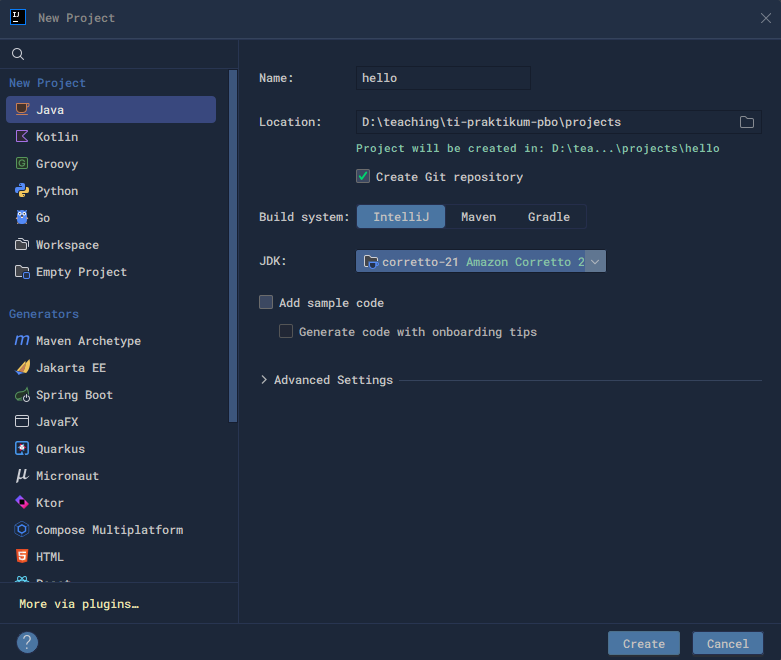 New Project
New Project
Java
Kotlin
Groovy
Python
Go
Workspace
Empty Project
Generators
Maven Archetype
Jakarta EE
Spring Boot
JavaFX
Quarkus
Micronaut
Ktor
Compose Multiplatform
HTML
More via plugins…
Name: hello
Location: D:\teaching\ti-praktikum-pbo\projects
Project will be created in: D:\tea...\projects\hello
Create Git repository
Build system: IntelliJ Maven Gradle
JDK: corretto-21 Amazon Corretto 2
Add sample code
Generate code with onboarding tips
Advanced Settings
? Create Cancel